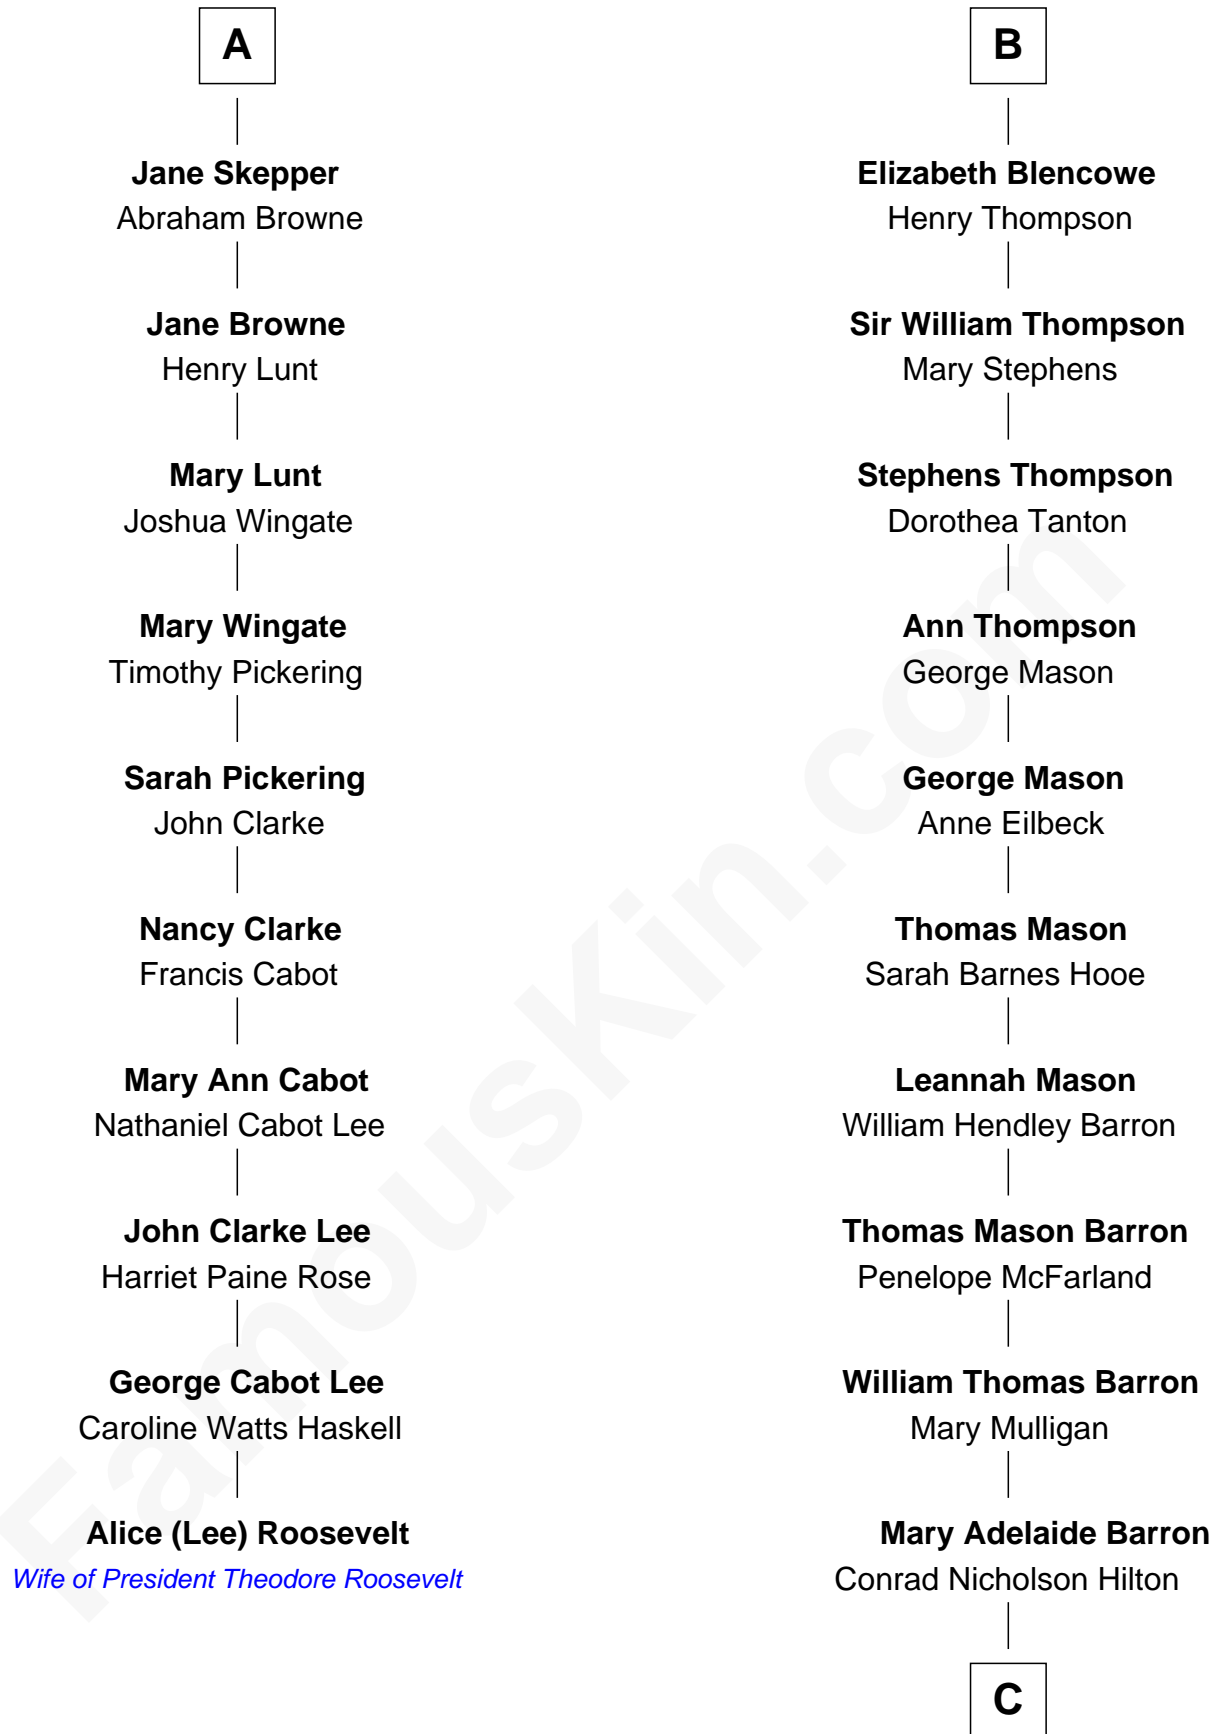 A
Jane Skepper
Abraham Browne
Jane Browne
Henry Lunt
Mary Lunt
Joshua Wingate
Mary Wingate
Timothy Pickering
Sarah Pickering
John Clarke
Nancy Clarke
Francis Cabot
Mary Ann Cabot
Nathaniel Cabot Lee
John Clarke Lee
Harriet Paine Rose
George Cabot Lee
Caroline Watts Haskell
Alice (Lee) Roosevelt
Wife of President Theodore Roosevelt
B
Elizabeth Blencowe
Henry Thompson
Sir William Thompson
Mary Stephens
Stephens Thompson
Dorothea Tanton
Ann Thompson
George Mason
George Mason
Anne Eilbeck
Thomas Mason
Sarah Barnes Hooe
Leannah Mason
William Hendley Barron
Thomas Mason Barron
Penelope McFarland
William Thomas Barron
Mary Mulligan
Mary Adelaide Barron
Conrad Nicholson Hilton
C
FamousKin.com